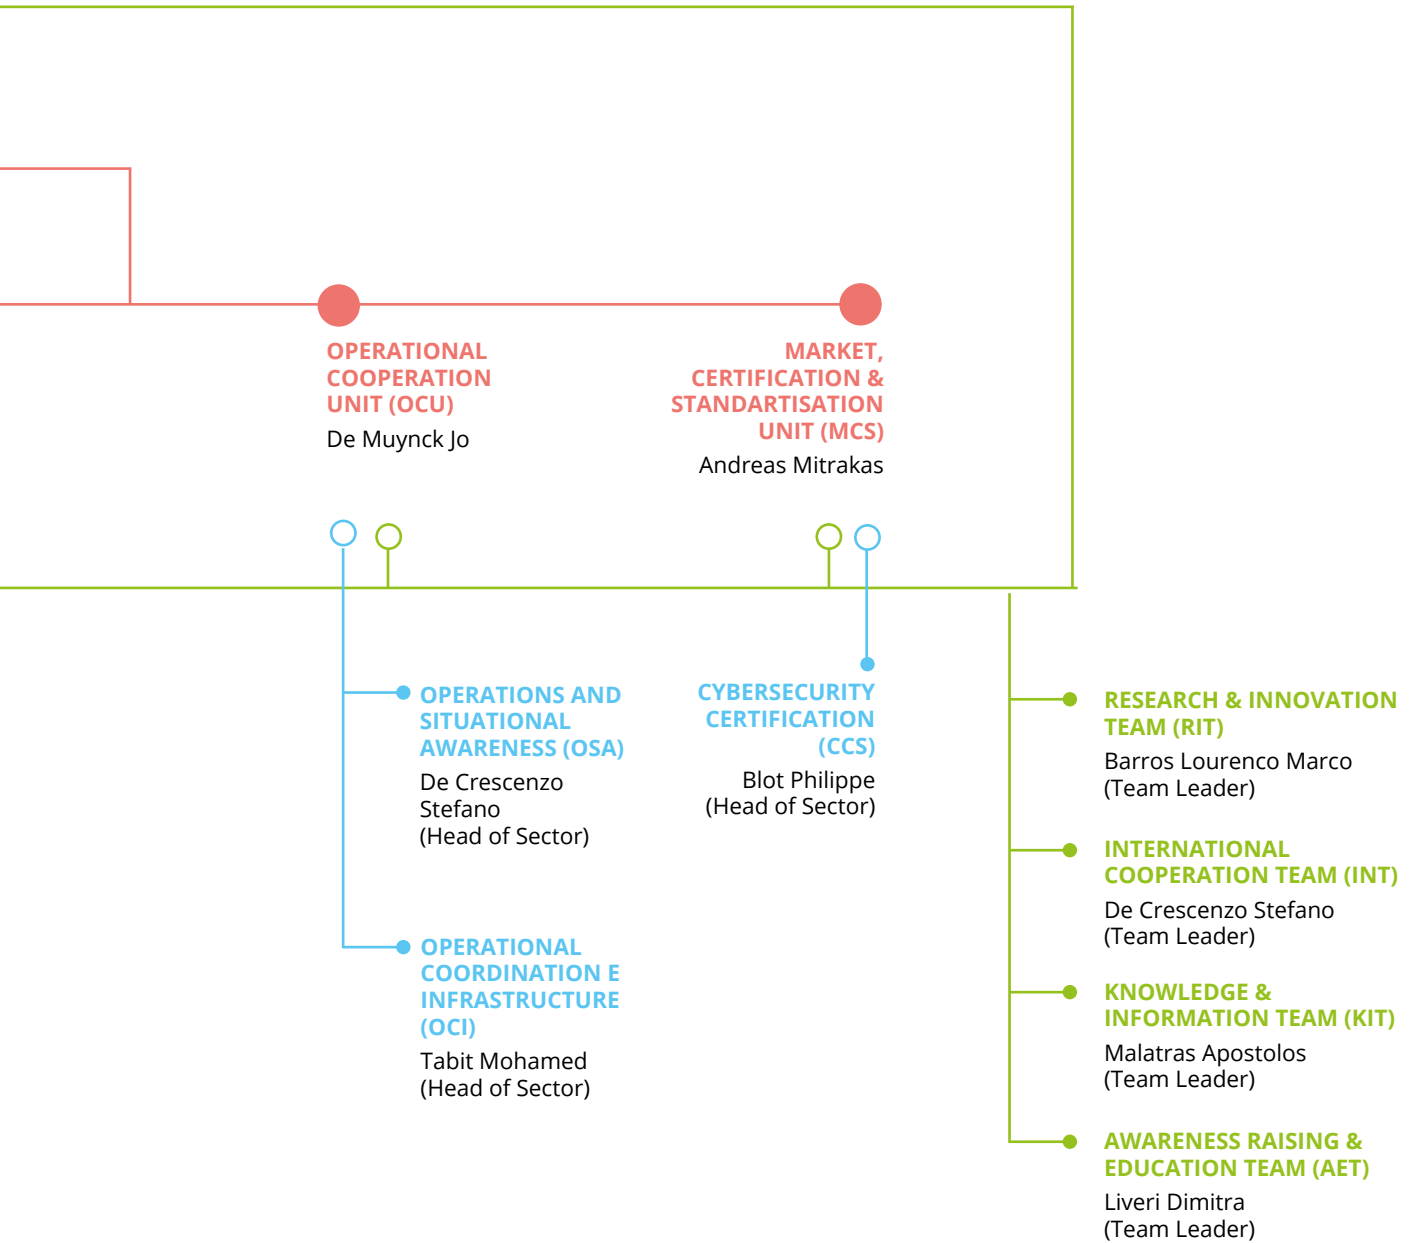 OPERATIONAL
COOPERATION
UNIT (OCU)
De Muynck Jo
MARKET,
CERTIFICATION &
STANDARTISATION
UNIT (MCS)
Andreas Mitrakas
OPERATIONS AND
SITUATIONAL
AWARENESS (OSA)
De Crescenzo
Stefano
(Head of Sector)
OPERATIONAL
COORDINATION E
INFRASTRUCTURE
(OCI)
Tabit Mohamed
(Head of Sector)
CYBERSECURITY
CERTIFICATION
(CCS)
Blot Philippe
(Head of Sector)
RESEARCH & INNOVATION
TEAM (RIT)
Barros Lourenco Marco
(Team Leader)
INTERNATIONAL
COOPERATION TEAM (INT)
De Crescenzo Stefano
(Team Leader)
KNOWLEDGE &
INFORMATION TEAM (KIT)
Malatras Apostolos
(Team Leader)
AWARENESS RAISING &
EDUCATION TEAM (AET)
Liveri Dimitra
(Team Leader)